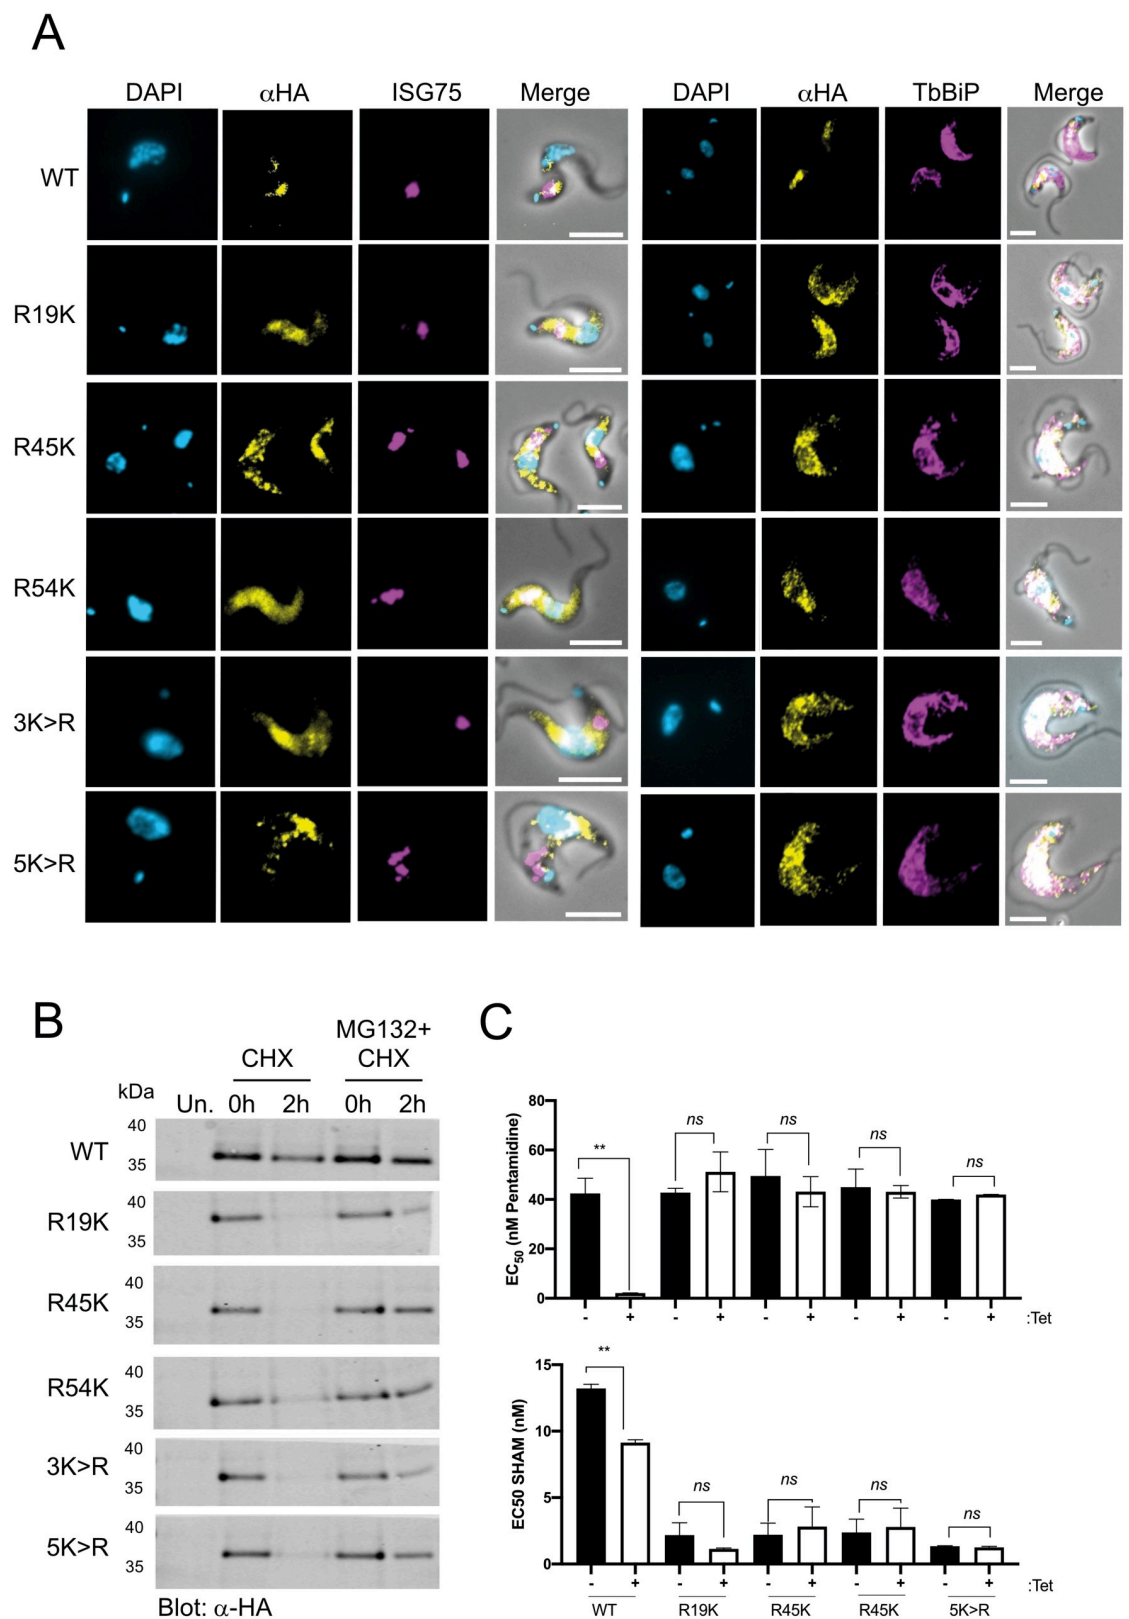 A
DAPI αHA ISG75 Merge DAPI αHA TbBiP Merge
WT
R19K
R45K
R54K
3K>R
5K>R
B
CHX MG132+ CHX
kDa Un. 0h 2h 0h 2h
WT 40 35
R19K 40 35
R45K 40 35
R54K 40 35
3K>R 40 35
5K>R 40 35
Blot: α-HA
C
EC50 (nM Pentamidine)
80
60
40
20
0
** ns ns ns ns
- + - + - + - + - + :Tet
EC50 SHAM (nM)
15
10
5
0
** ns ns ns ns
- + - + - + - + - + :Tet
WT R19K R45K R45K 5K>R